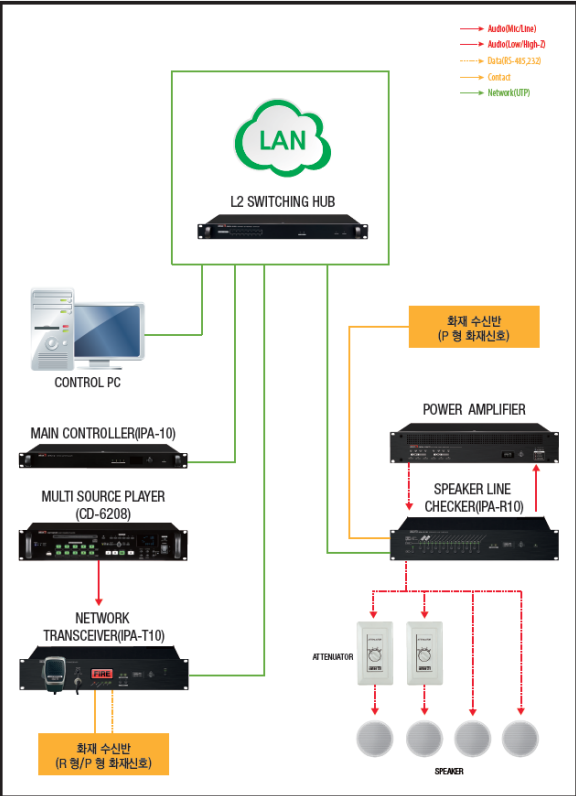 Audio(Mic/Line)
Audio(Low/High-Z)
Data(RS-485,232)
Contact
Network(UTP)
LAN
L2 SWITCHING HUB
CONTROL PC
화재 수신반
(P 형 화재신호)
POWER AMPLIFIER
MAIN CONTROLLER(IPA-10)
SPEAKER LINE
CHECKER(IPA-R10)
MULTI SOURCE PLAYER
(CD-6208)
NETWORK
TRANSCEIVER(IPA-T10)
FIRE
ATTENUATOR
화재 수신반
(R 형/P 형 화재신호)
SPEAKER